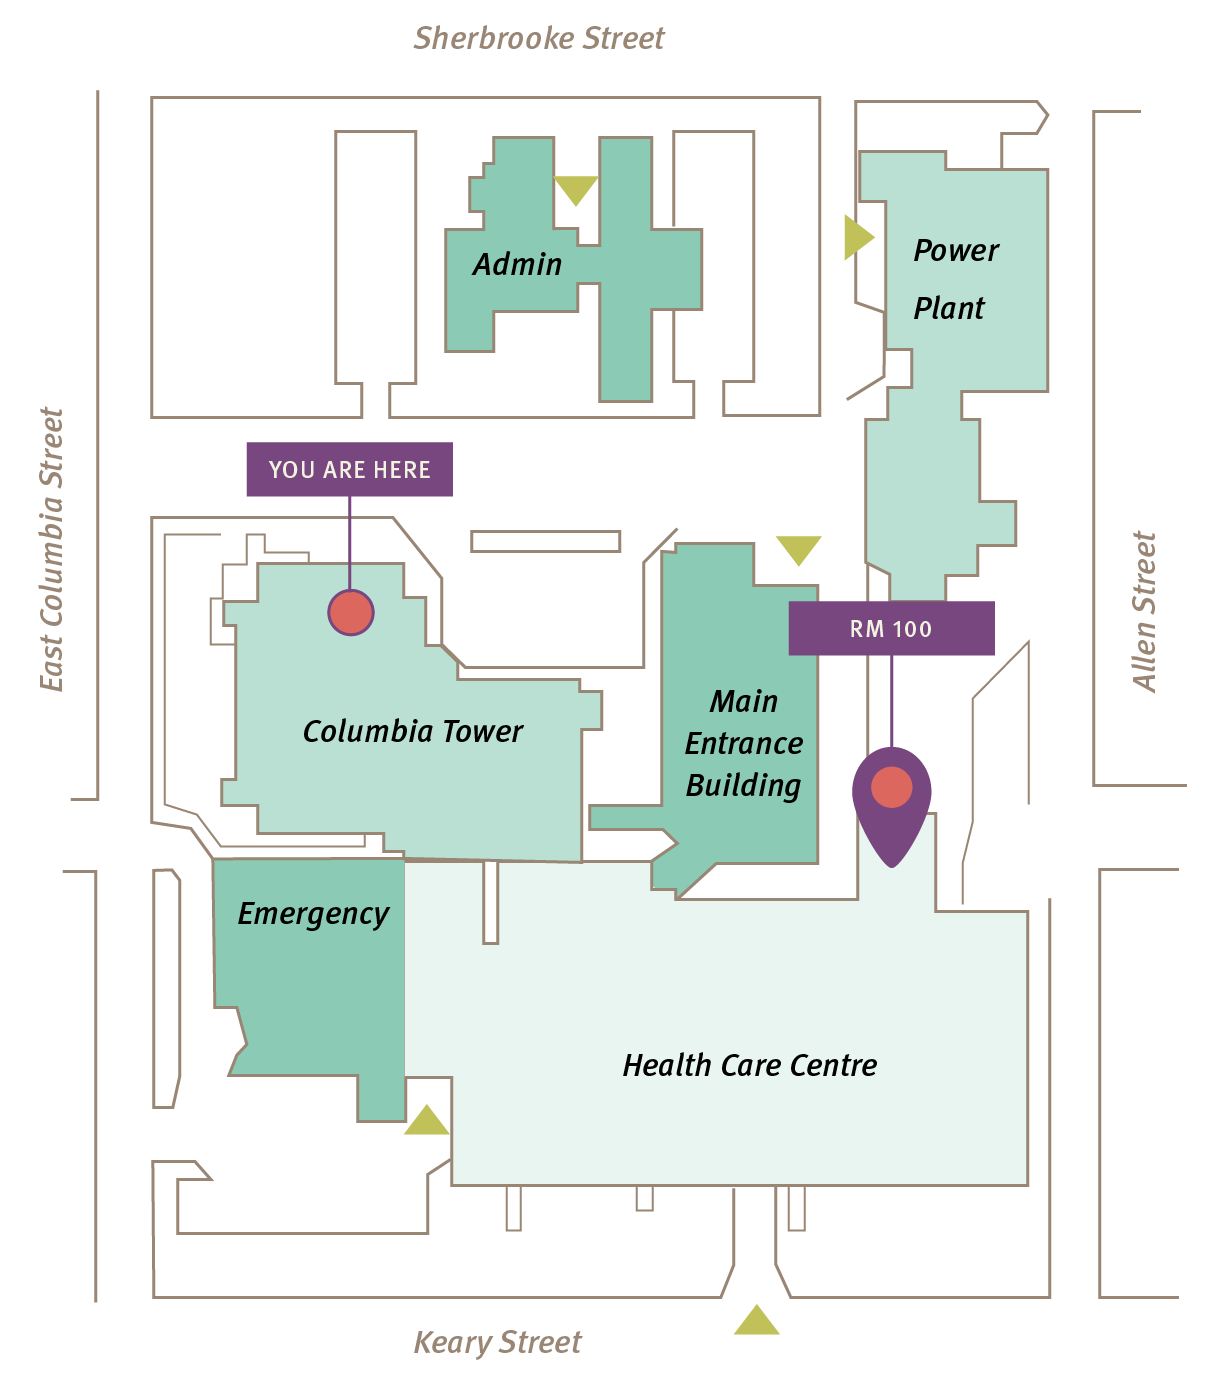 Sherbrooke Street
Admin
Power
Plant
YOU ARE HERE
East Columbia Street
Allen Street
RM 100
Columbia Tower
Main
Entrance
Building
Emergency
Health Care Centre
Keary Street